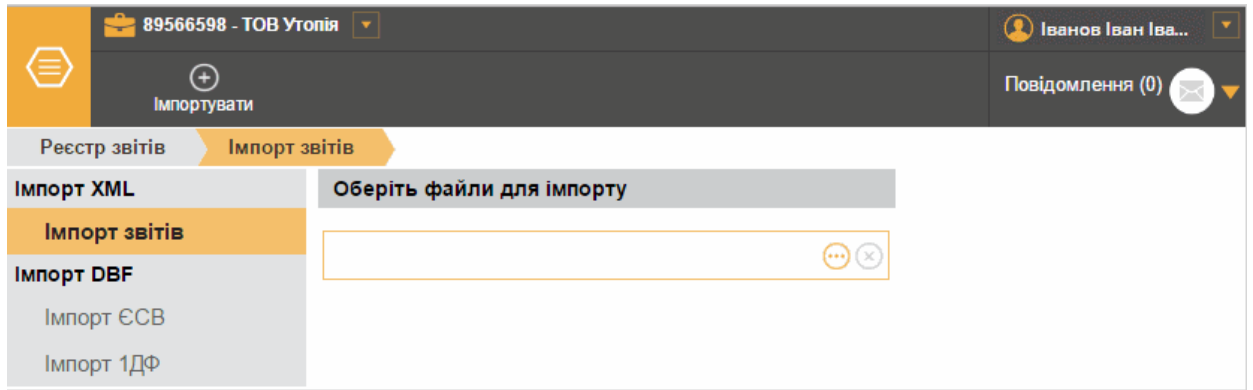 89566598 - ТОВ Утопія
Іванов Іван Іва...
Імпортувати
Повідомлення (0)
Реєстр звітів
Імпорт звітів
Імпорт XML
Оберіть файли для імпорту
Імпорт звітів
Імпорт DBF
Імпорт ЄСВ
Імпорт 1ДФ